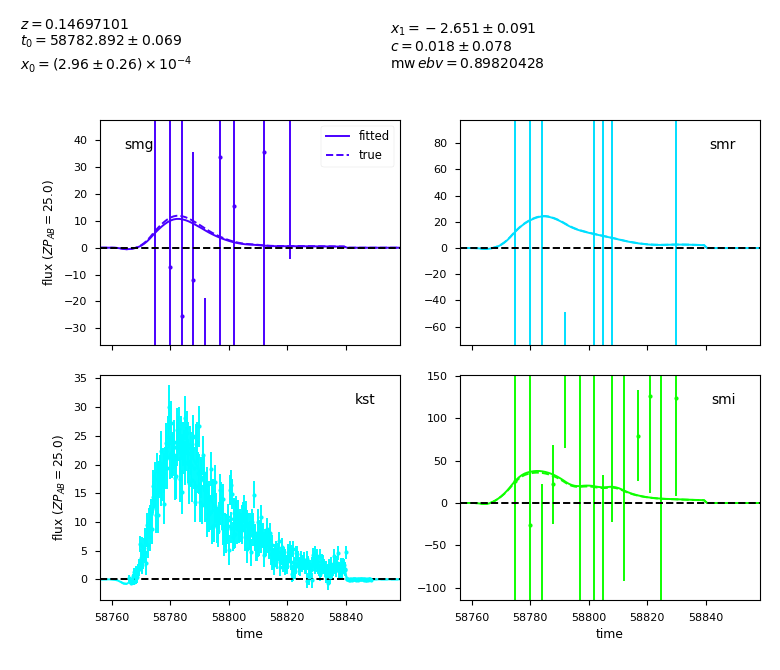 z = 0.14697101
t0 = 58782.892 ± 0.069
x0 = (2.96 ± 0.26) × 10⁻⁴
x1 = −2.651 ± 0.091
c = 0.018 ± 0.078
mw ebv = 0.89820428
smg
fitted
true
40
30
20
10
0
−10
−20
−30
flux (ZP_AB = 25.0)
smr
80
60
40
20
0
−20
−40
−60
kst
35
30
25
20
15
10
5
0
flux (ZP_AB = 25.0)
58760 58780 58800 58820 58840
time
smi
150
100
50
0
−50
−100
58760 58780 58800 58820 58840
time